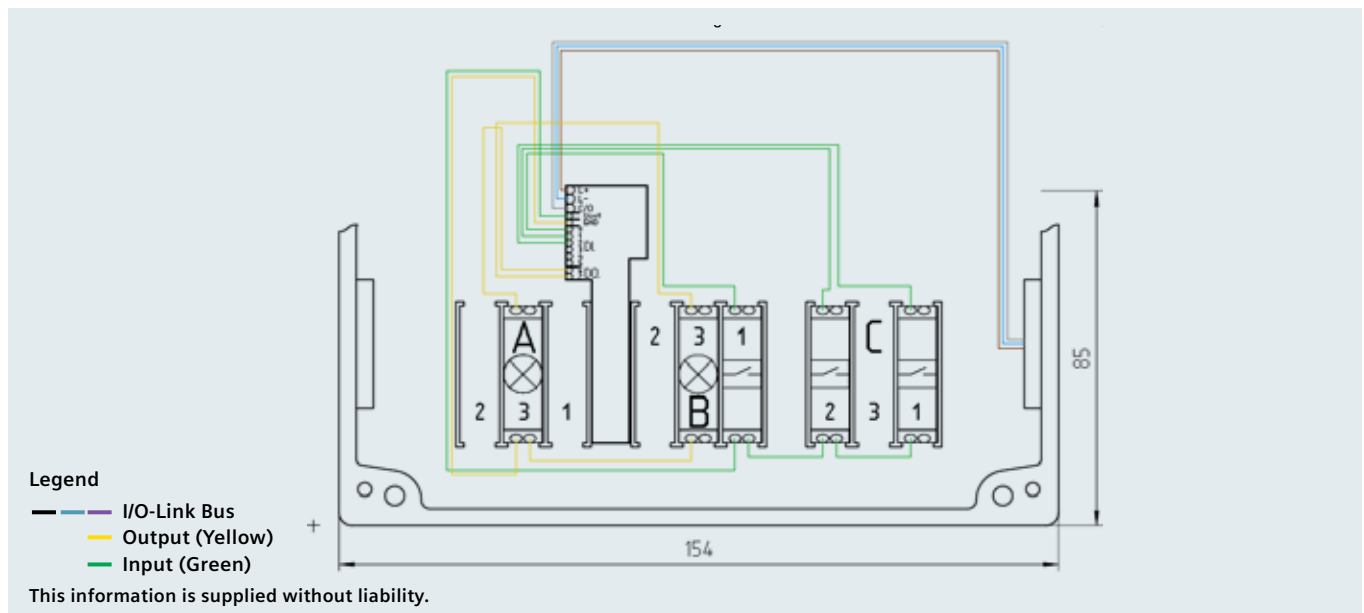 L+
L-
C/Q
DI
DO
A
C
2
3
1
85
B
2
3
1
2
3
1
Legend
I/O-Link Bus
Output (Yellow)
Input (Green)
154
This information is supplied without liability.